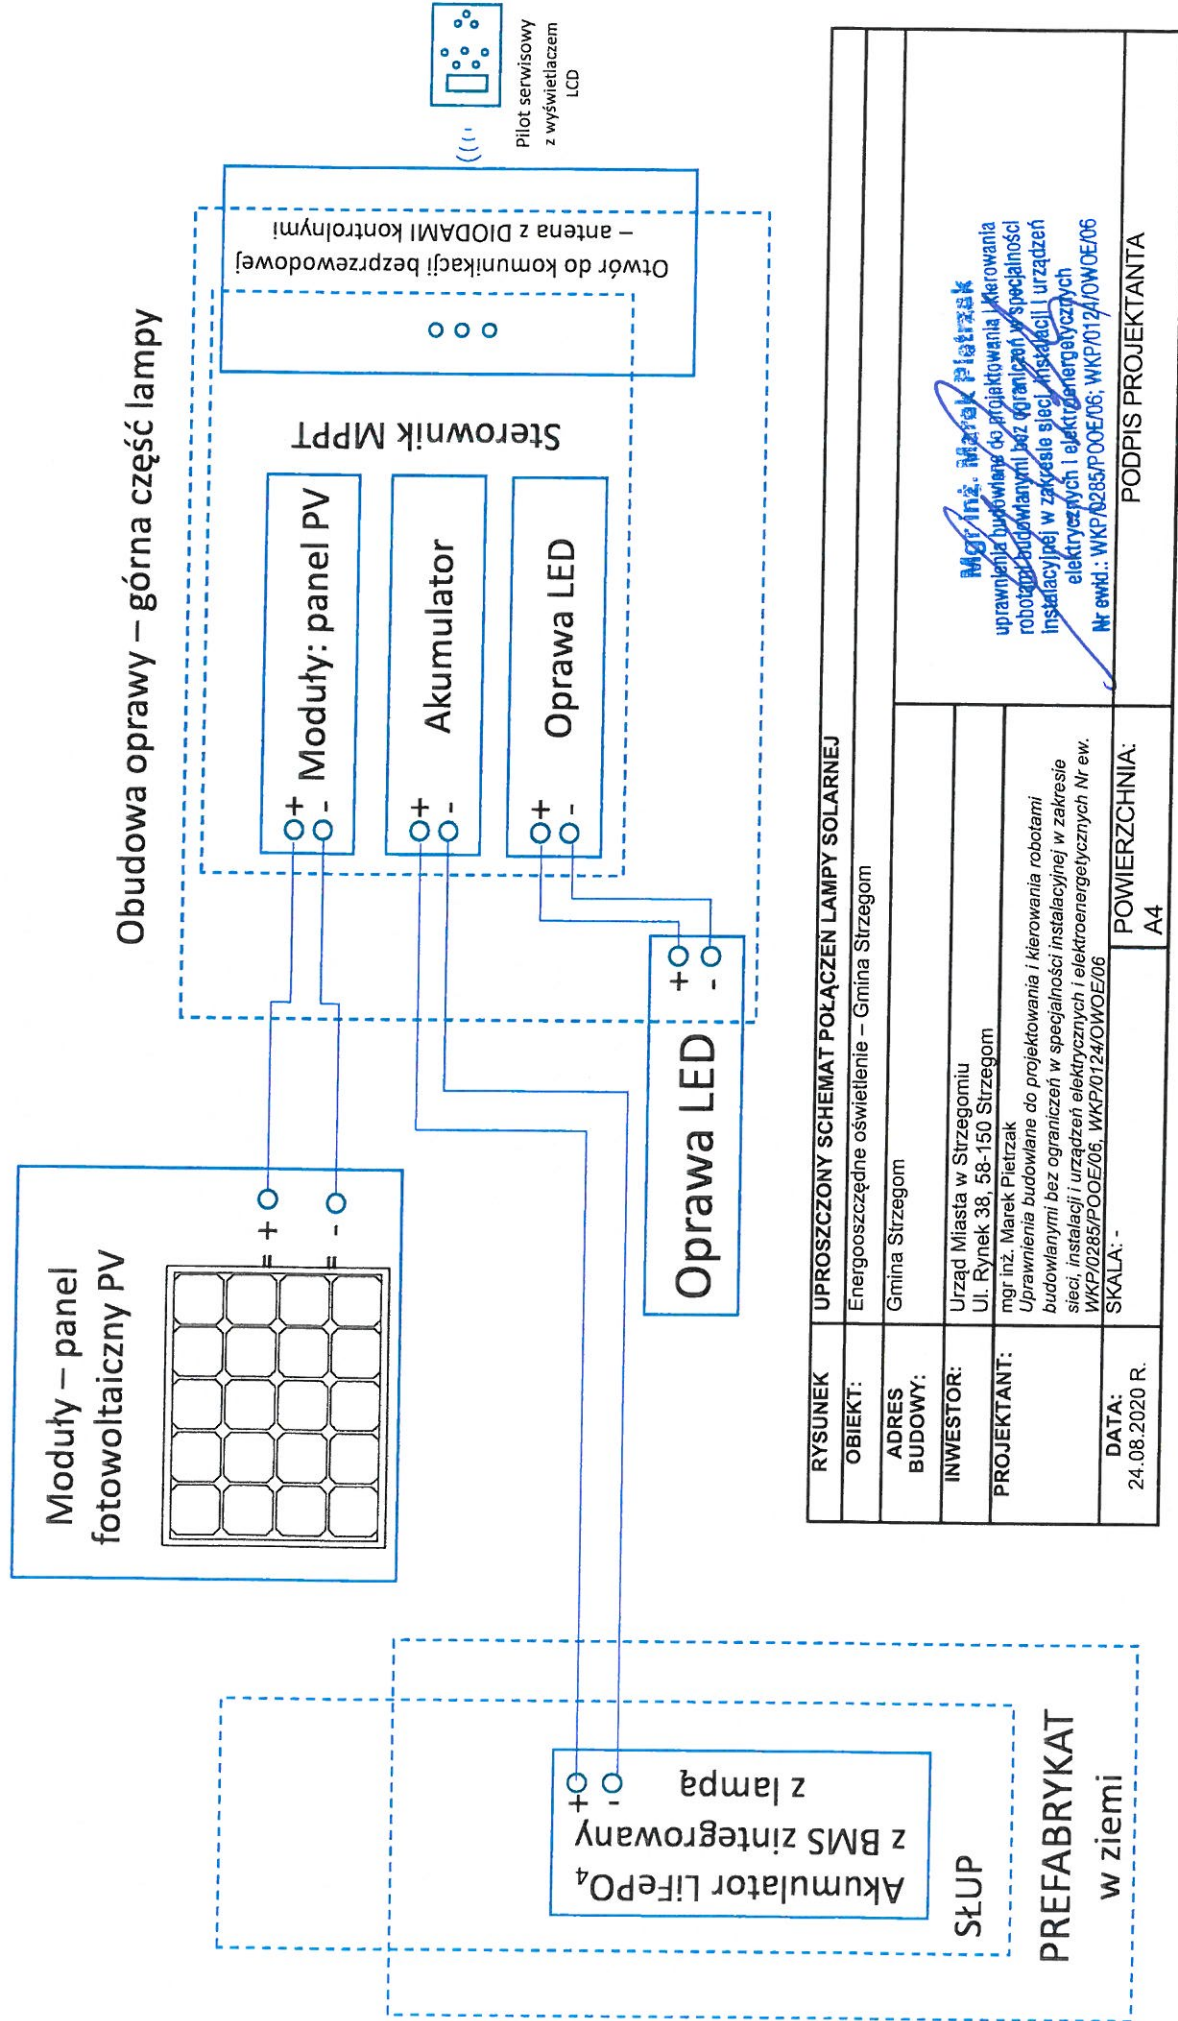 Pilot serwisowy
z wyświetlaczem
LCD
Obudowa oprawy – górna część lampy
Otwór do komunikacji bezprzewodowej
– antena z DIODAMI kontrolnymi
Sterownik MPPT
+
- Moduły: panel PV
+
-
Akumulator
+
-
Oprawa LED
Moduły – panel
fotowoltaiczny PV
= +
= -
Oprawa LED
+
-
Akumulator LiFePO₄
z BMS zintegrowany
z lampą
+
-
SŁUP
PREFABRYKAT
w ziemi
RYSUNEK
UPROSZCZONY SCHEMAT POŁĄCZEŃ LAMPY SOLARNEJ
OBIEKT:
Energooszczędne oświetlenie – Gmina Strzegom
ADRES
BUDOWY:
Gmina Strzegom
INWESTOR:
Urząd Miasta w Strzegomiu
Ul. Rynek 38, 58-150 Strzegom
PROJEKTANT:
mgr inż. Marek Pietrzak
Uprawnienia budowlane do projektowania i kierowania robotami
budowlanymi bez ograniczeń w specjalności instalacyjnej w zakresie
sieci, instalacji i urządzeń elektrycznych i elektroenergetycznych Nr ew.
WKP/0285/POOE/06, WKP/0124/OWOE/06
Mgr inż. Marek Pietrzak
uprawnienia budowlane do projektowania i kierowania
robotami budowlanymi bez ograniczeń w specjalności
instalacyjnej w zakresie sieci, instalacji i urządzeń
elektrycznych i elektroenergetycznych
Nr ewid.: WKP/0285/POOE/06; WKP/0124/OWOE/06
DATA:
24.08.2020 R.
SKALA: -
POWIERZCHNIA:
A4
PODPIS PROJEKTANTA